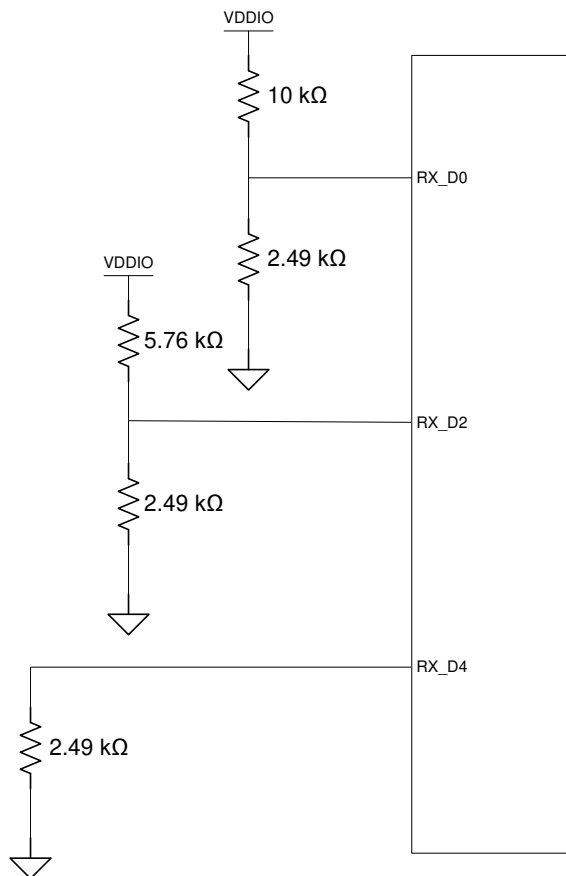 VDDIO
10 kΩ
RX_D0
2.49 kΩ
VDDIO
5.76 kΩ
RX_D2
2.49 kΩ
RX_D4
2.49 kΩ